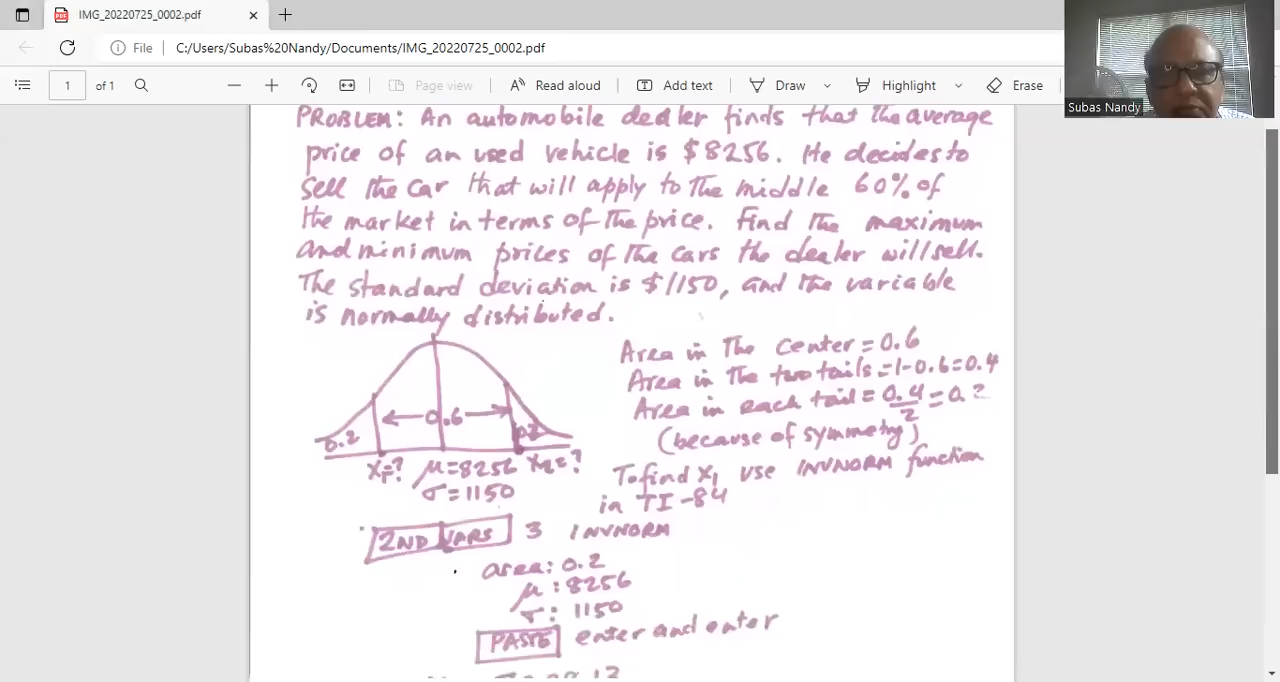 IMG_20220725_0002.pdf
File C:/Users/Subas%20Nandy/Documents/IMG_20220725_0002.pdf
1 of 1 Page view Read aloud Add text Draw Highlight Erase
Subas Nandy
PROBLEM: An automobile dealer finds that the average
price of an used vehicle is $8256. He decides to
sell the car that will apply to the middle 60% of
the market in terms of the price. Find the maximum
and minimum prices of the cars the dealer will sell.
The standard deviation is $1150, and the variable
is normally distributed.
Area in The center = 0.6
Area in the two tails = 1-0.6=0.4
Area in each tail = 0.4/2 = 0.2
(because of symmetry)
0.2 0.6 0.2
X1=? μ=8256 X2=?
σ=1150
To find X1 use INVNORM function
in TI-84
2ND VARS 3 INVNORM
area: 0.2
μ: 8256
σ: 1150
PASTE enter and enter